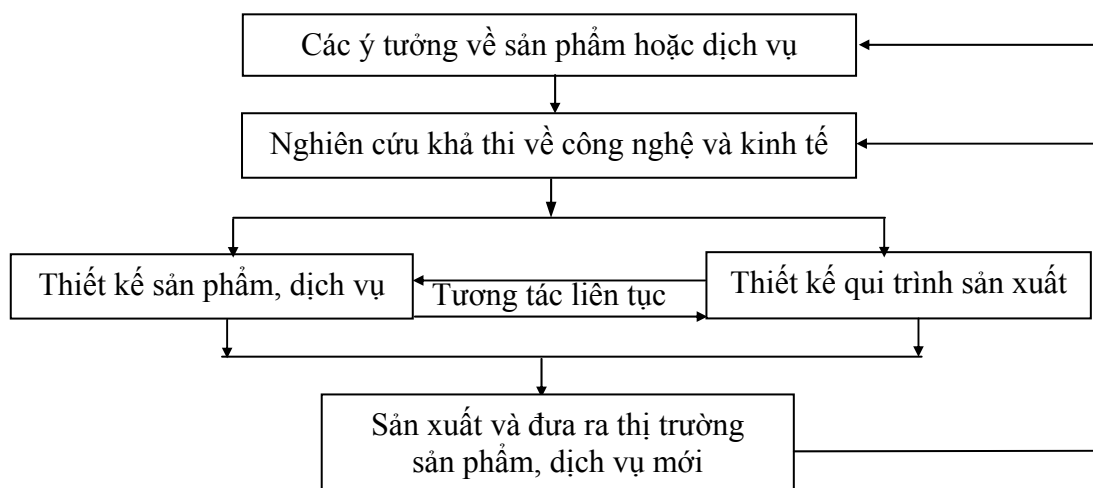 Các ý tưởng về sản phẩm hoặc dịch vụ
Nghiên cứu khả thi về công nghệ và kinh tế
Thiết kế sản phẩm, dịch vụ
Tương tác liên tục
Thiết kế qui trình sản xuất
Sản xuất và đưa ra thị trường
sản phẩm, dịch vụ mới